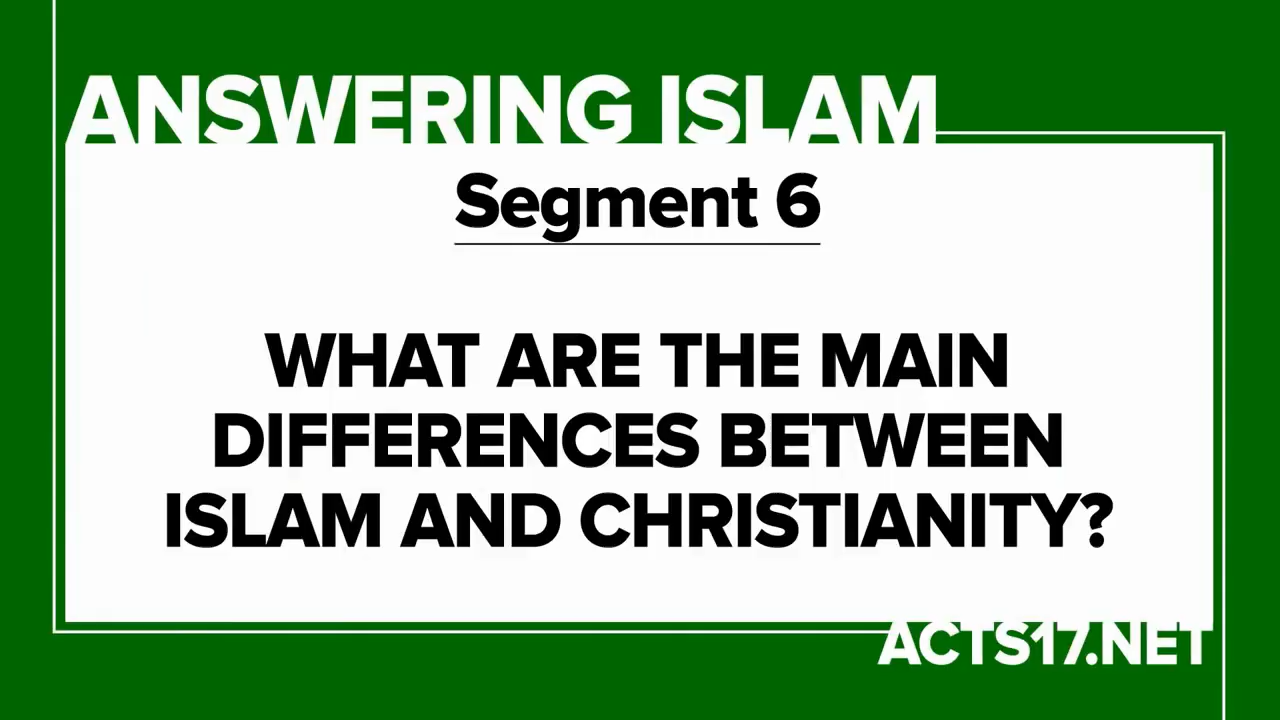 ANSWERING ISLAM
Segment 6
WHAT ARE THE MAIN
DIFFERENCES BETWEEN
ISLAM AND CHRISTIANITY?
ACTS17.NET